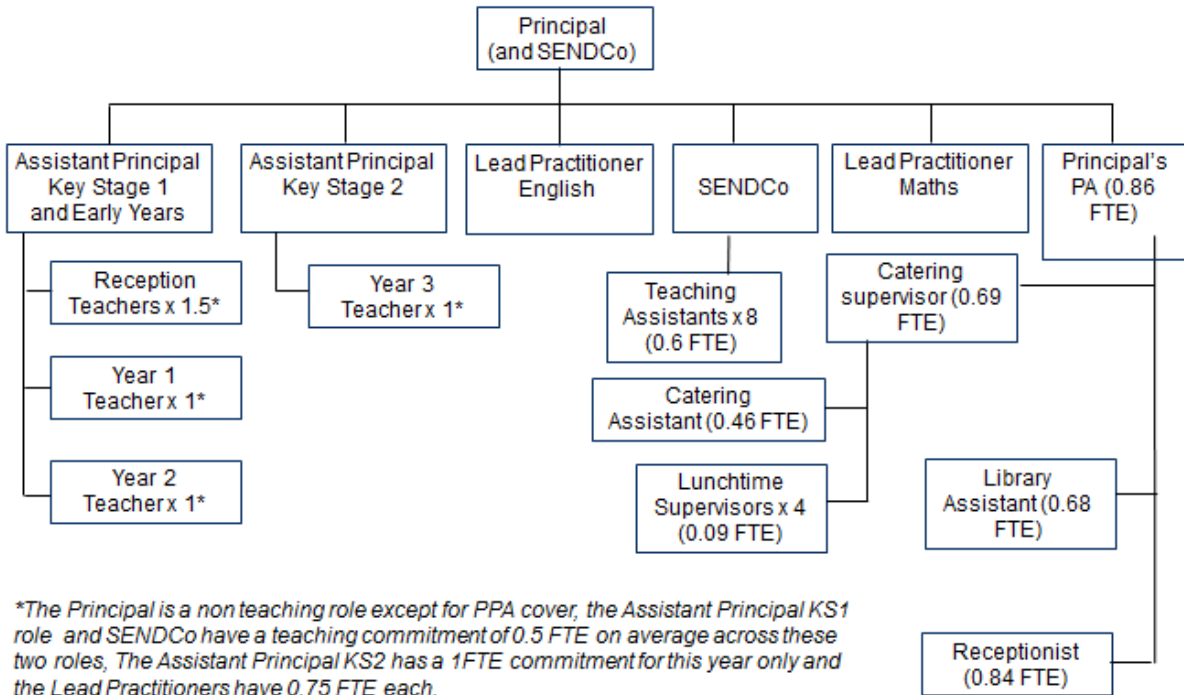 Principal
(and SENDCo)
Assistant Principal
Key Stage 1
and Early Years
Assistant Principal
Key Stage 2
Lead Practitioner
English
SENDCo
Lead Practitioner
Maths
Principal's
PA (0.86
FTE)
Reception
Teachers x 1.5*
Year 1
Teacher x 1*
Year 2
Teacher x 1*
Year 3
Teacher x 1*
Teaching
Assistants x 8
(0.6 FTE)
Catering
supervisor (0.69
FTE)
Catering
Assistant (0.46 FTE)
Lunchtime
Supervisors x 4
(0.09 FTE)
Library
Assistant (0.68
FTE)
Receptionist
(0.84 FTE)
*The Principal is a non teaching role except for PPA cover, the Assistant Principal KS1
role and SENDCo have a teaching commitment of 0.5 FTE on average across these
two roles, The Assistant Principal KS2 has a 1FTE commitment for this year only and
the Lead Practitioners have 0.75 FTE each.